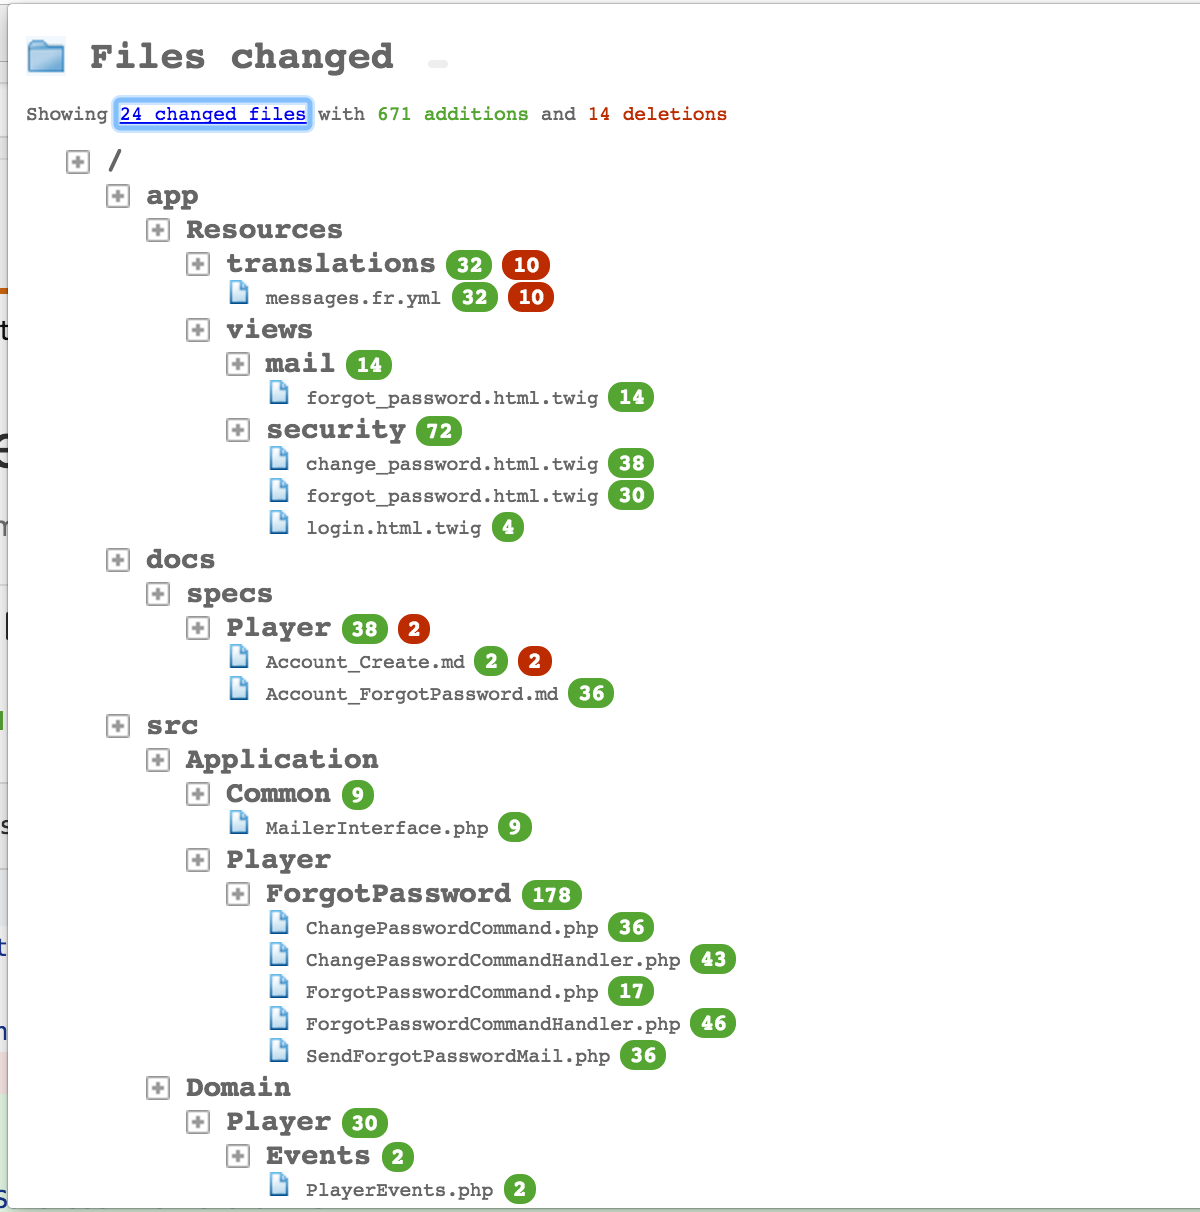 Files changed
Showing 24 changed files with 671 additions and 14 deletions
/
app
Resources
translations 32 10
messages.fr.yml 32 10
views
mail 14
forgot_password.html.twig 14
security 72
change_password.html.twig 38
forgot_password.html.twig 30
login.html.twig 4
docs
specs
Player 38 2
Account_Create.md 2 2
Account_ForgotPassword.md 36
src
Application
Common 9
MailerInterface.php 9
Player
ForgotPassword 178
ChangePasswordCommand.php 36
ChangePasswordCommandHandler.php 43
ForgotPasswordCommand.php 17
ForgotPasswordCommandHandler.php 46
SendForgotPasswordMail.php 36
Domain
Player 30
Events 2
PlayerEvents.php 2